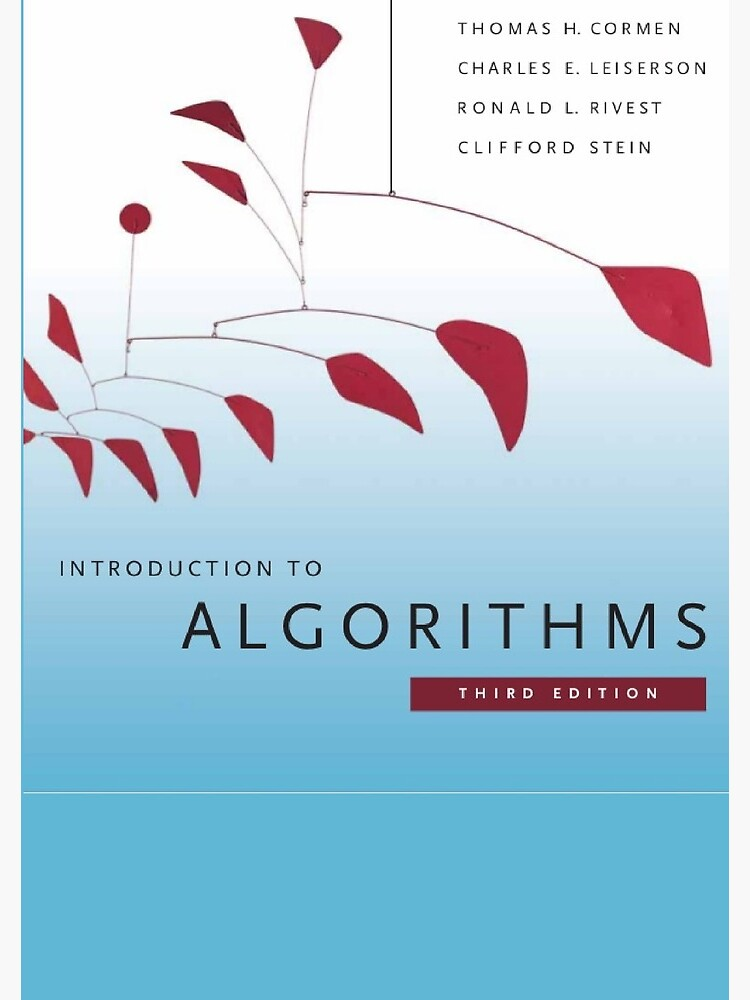 THOMAS H. CORMEN
CHARLES E. LEISERSON
RONALD L. RIVEST
CLIFFORD STEIN
INTRODUCTION TO
ALGORITHMS
THIRD EDITION